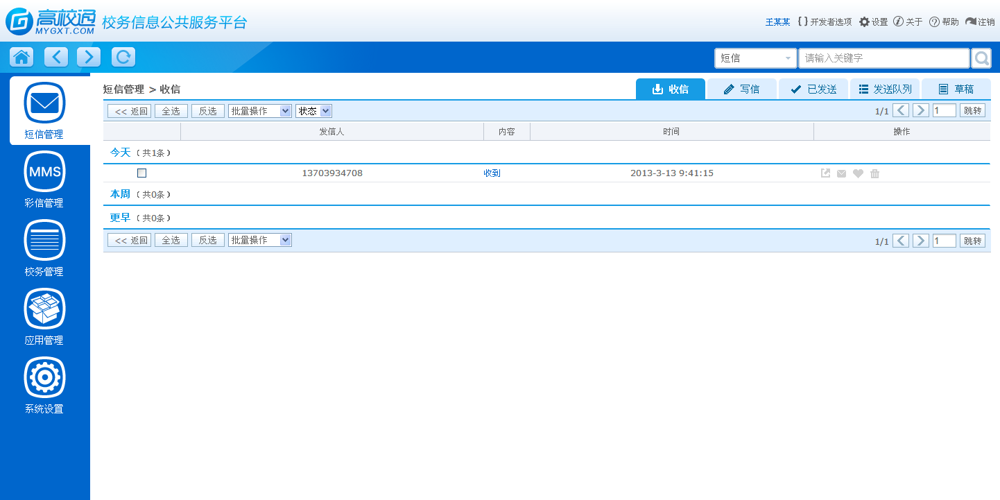 高校通 MYGXT.COM 校务信息公共服务平台
王某某 { } 开发者选项 设置 关于 帮助 注销
短信 请输入关键字
短信管理
MMS
彩信管理
校务管理
应用管理
系统设置
短信管理 > 收信
收信 写信 已发送 发送队列 草稿
<< 返回 全选 反选 批量操作 状态 1/1 1 跳转
发信人 内容 时间 操作
今天 （共1条）
13703934708 收到 2013-3-13 9:41:15
本周 （共0条）
更早 （共0条）
<< 返回 全选 反选 批量操作 1/1 1 跳转